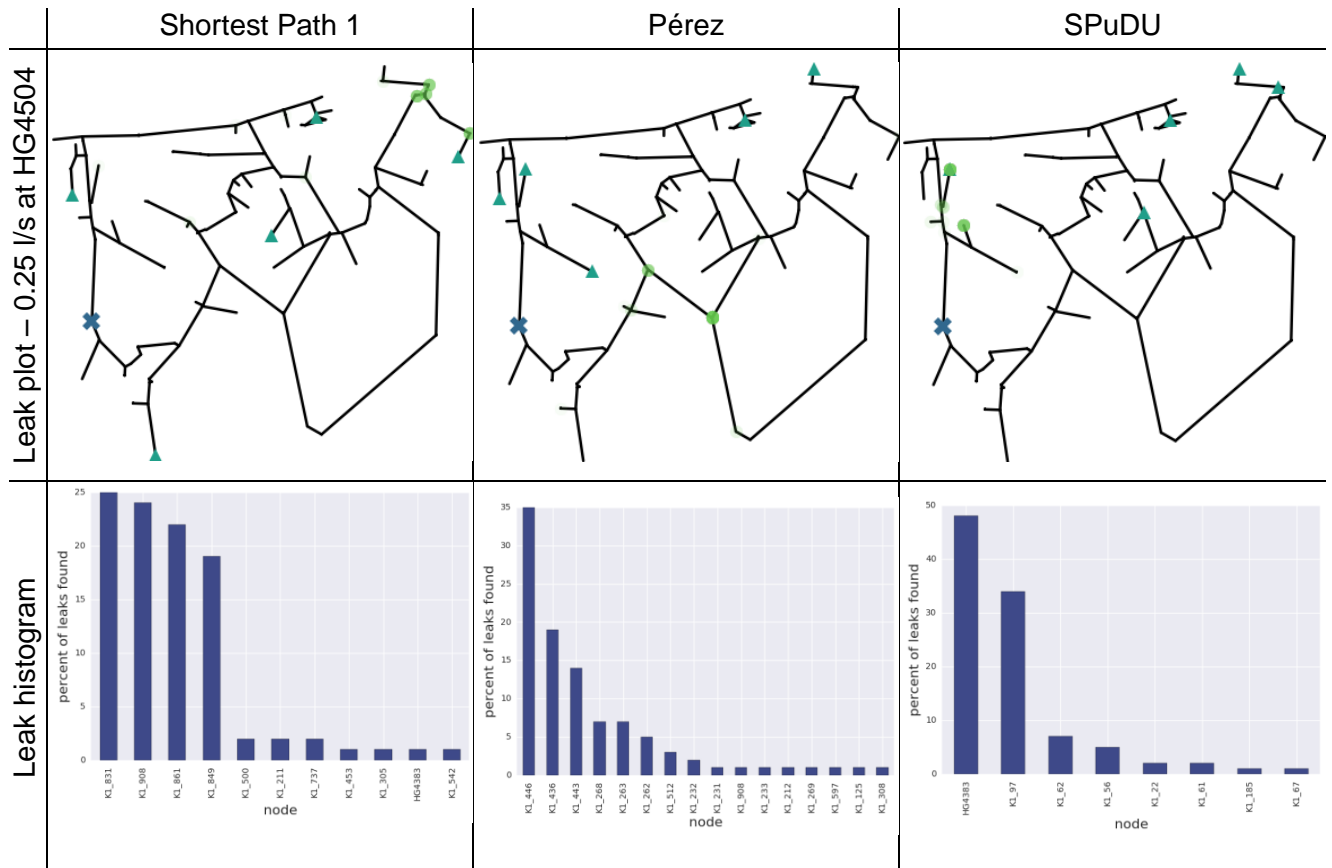 Shortest Path 1
Pérez
SPuDU
Leak plot – 0.25 l/s at HG4504
Leak histogram
25
20
15
10
5
0
percent of leaks found
K1_831
K1_908
K1_861
K1_849
K1_500
K1_211
K1_737
K1_453
K1_305
HG4383
K1_542
node
35
30
25
20
15
10
5
0
percent of leaks found
K1_446
K1_436
K1_443
K1_268
K1_263
K1_262
K1_512
K1_232
K1_231
K1_908
K1_233
K1_212
K1_269
K1_597
K1_125
K1_308
node
50
40
30
20
10
0
percent of leaks found
HG4383
K1_97
K1_62
K1_56
K1_22
K1_61
K1_185
K1_67
node